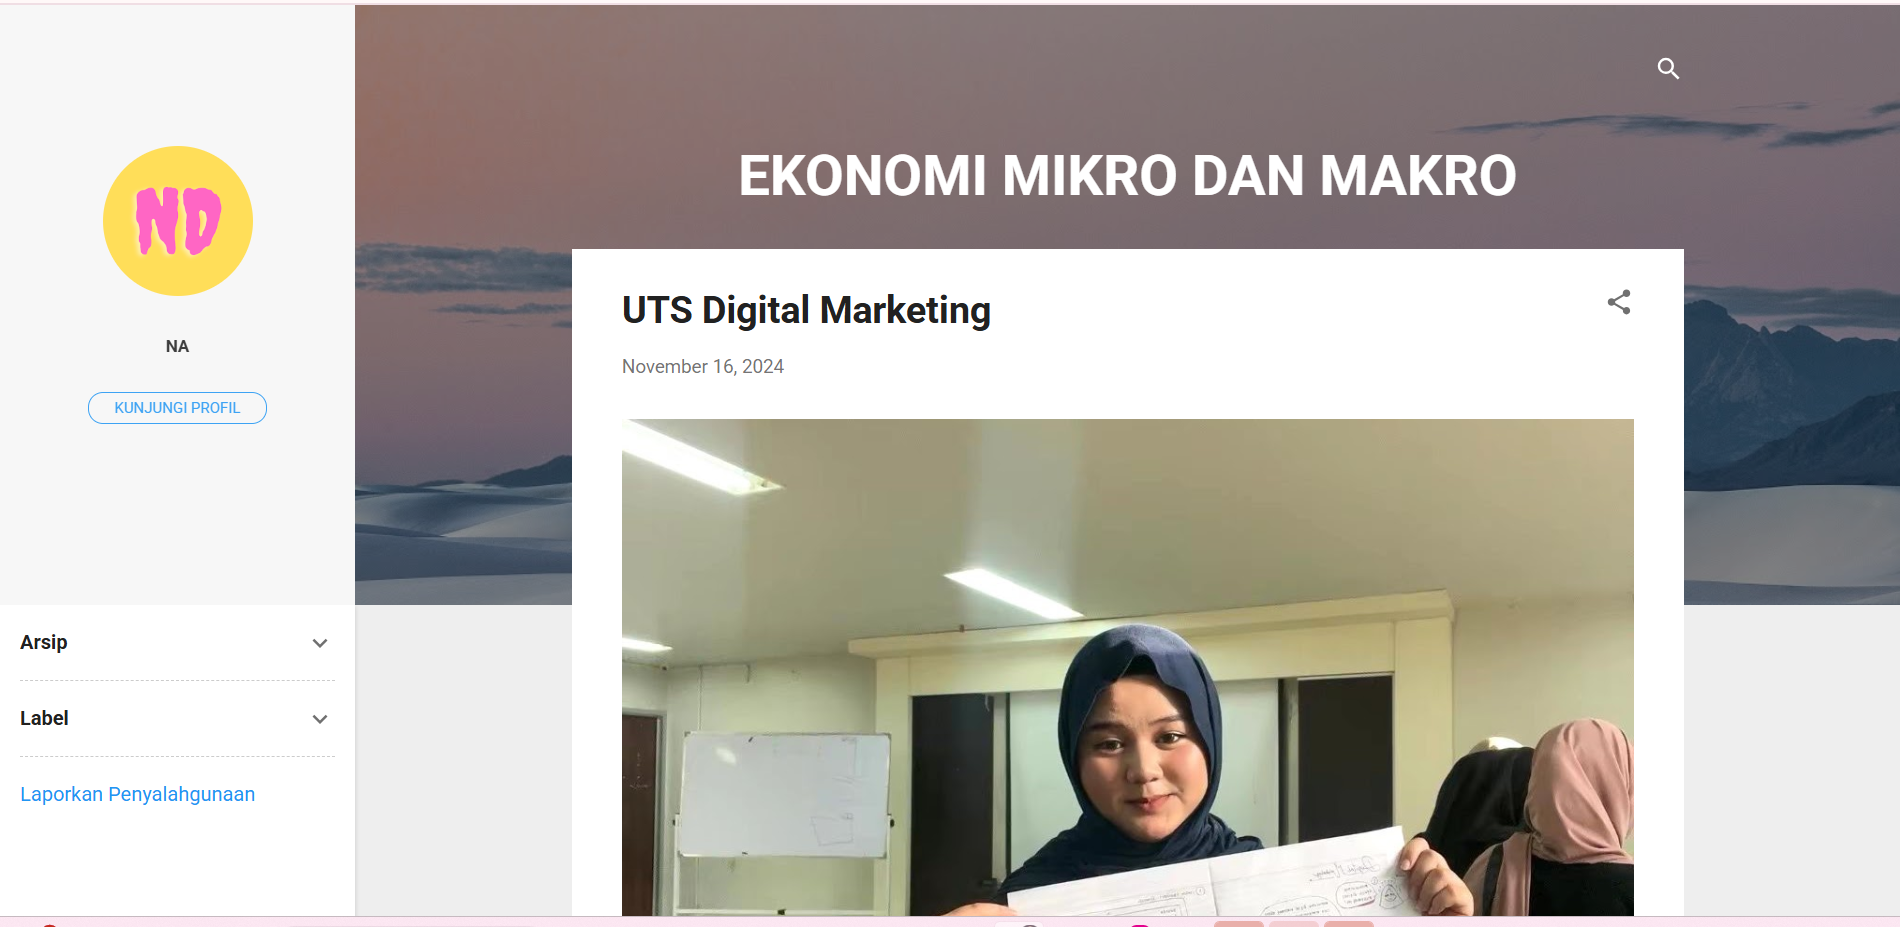 EKONOMI MIKRO DAN MAKRO
ND
NA
KUNJUNGI PROFIL
Arsip
Label
Laporkan Penyalahgunaan
UTS Digital Marketing
November 16, 2024